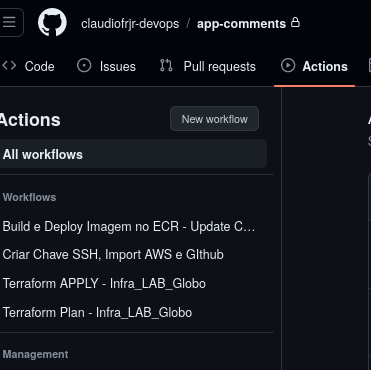 claudiofrjr-devops / app-comments
Code Issues Pull requests Actions
Actions New workflow
All workflows
Workflows
Build e Deploy Imagem no ECR - Update C...
Criar Chave SSH, Import AWS e GIthub
Terraform APPLY - Infra_LAB_Globo
Terraform Plan - Infra_LAB_Globo
Management